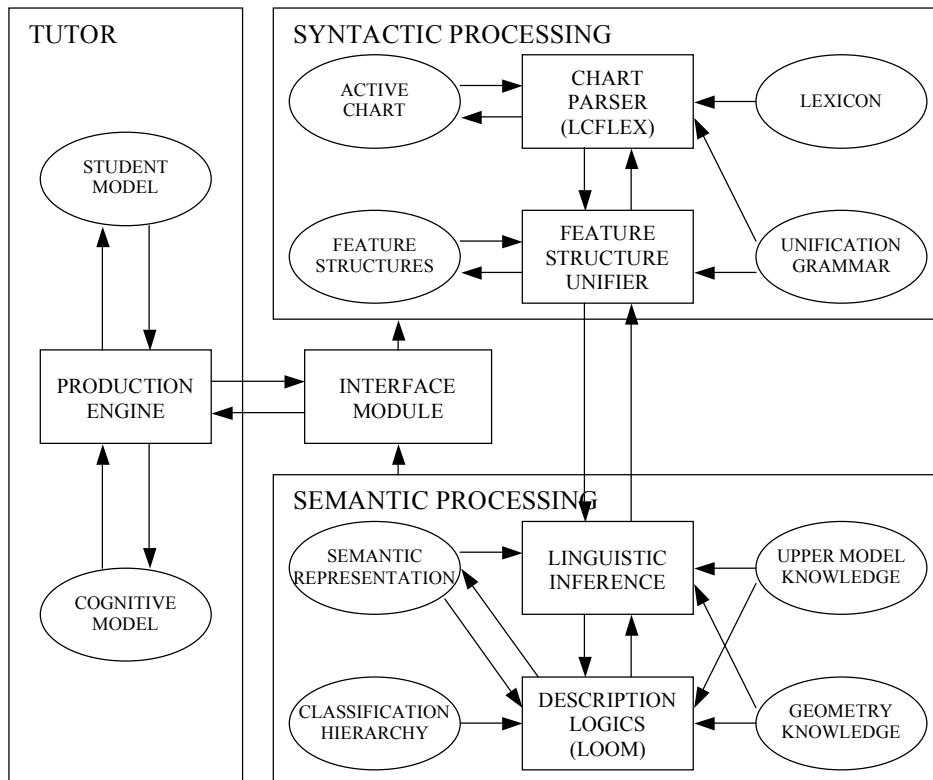 TUTOR
STUDENT
MODEL
PRODUCTION
ENGINE
COGNITIVE
MODEL
INTERFACE
MODULE
SYNTACTIC PROCESSING
ACTIVE
CHART
CHART
PARSER
(LCFLEX)
LEXICON
FEATURE
STRUCTURES
FEATURE
STRUCTURE
UNIFIER
UNIFICATION
GRAMMAR
SEMANTIC PROCESSING
SEMANTIC
REPRESENTATION
LINGUISTIC
INFERENCE
UPPER MODEL
KNOWLEDGE
CLASSIFICATION
HIERARCHY
DESCRIPTION
LOGICS
(LOOM)
GEOMETRY
KNOWLEDGE